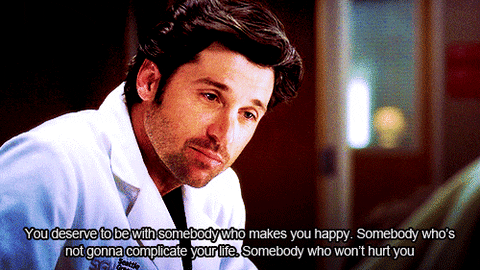 You deserve to be with somebody who makes you happy. Somebody who's
not gonna complicate your life. Somebody who won't hurt you